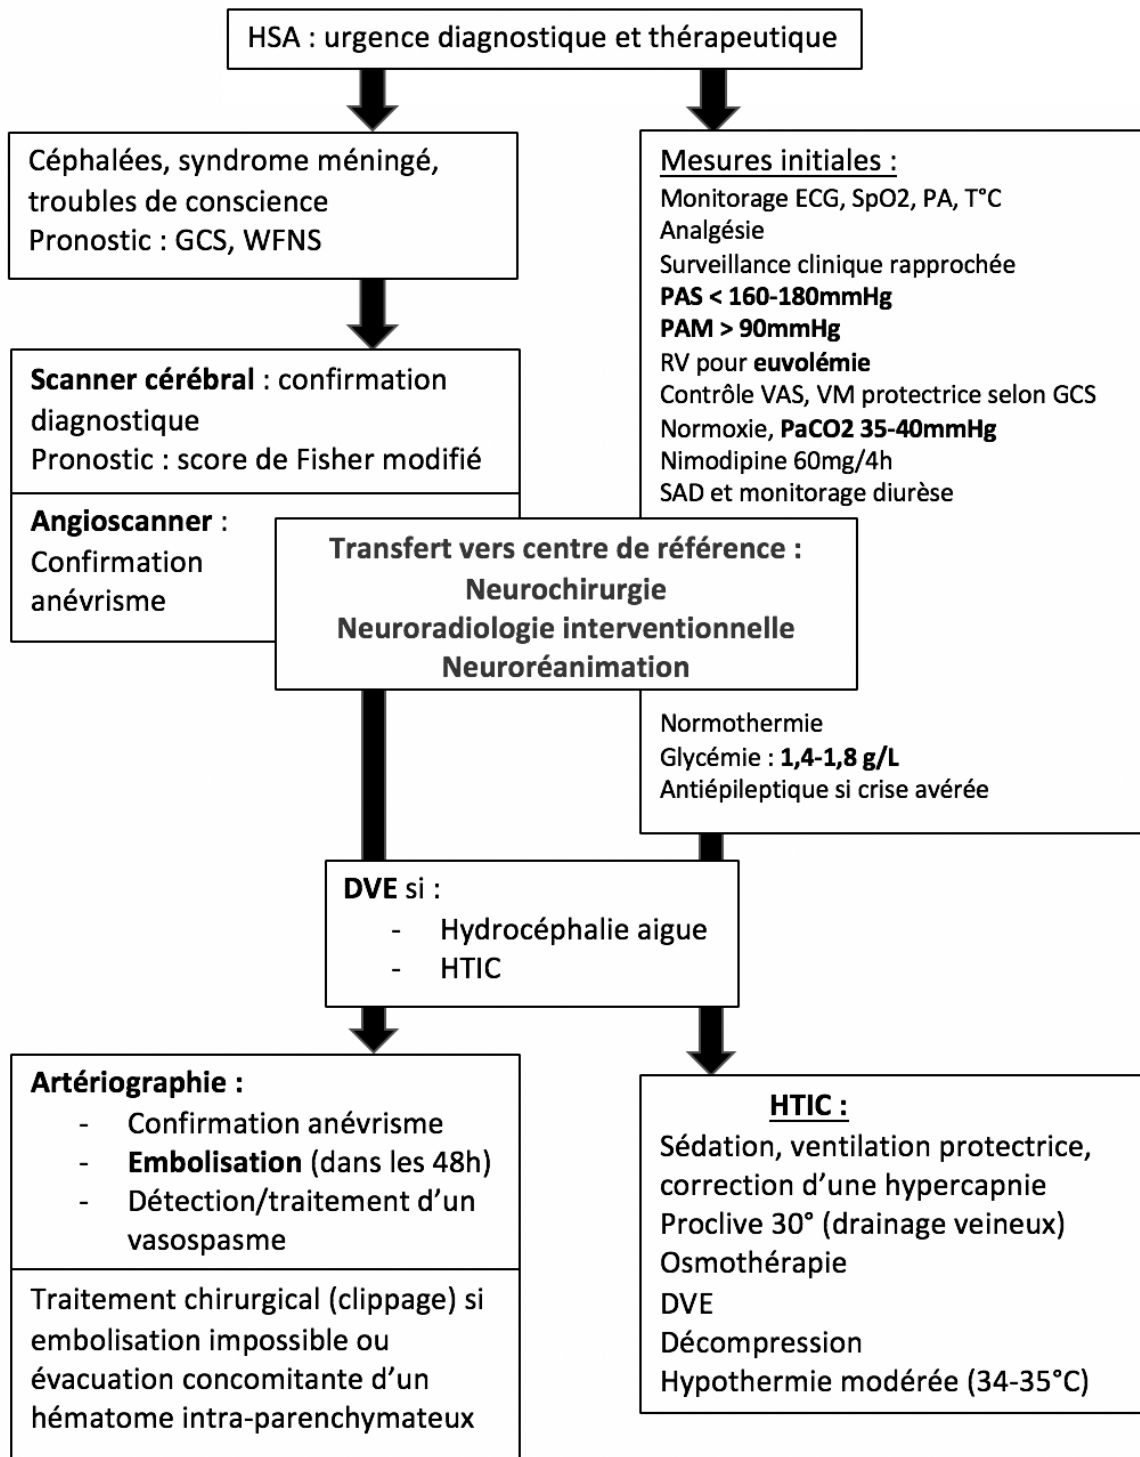 HSA : urgence diagnostique et thérapeutique
Céphalées, syndrome méningé,
troubles de conscience
Pronostic : GCS, WFNS
Scanner cérébral : confirmation
diagnostique
Pronostic : score de Fisher modifié
Angioscanner :
Confirmation
anévrisme
Mesures initiales :
Monitorage ECG, SpO2, PA, T°C
Analgésie
Surveillance clinique rapprochée
PAS < 160-180mmHg
PAM > 90mmHg
RV pour euvolémie
Contrôle VAS, VM protectrice selon GCS
Normoxie, PaCO2 35-40mmHg
Nimodipine 60mg/4h
SAD et monitorage diurèse
Transfert vers centre de référence :
Neurochirurgie
Neuroradiologie interventionnelle
Neuroréanimation
Normothermie
Glycémie : 1,4-1,8 g/L
Antiépileptique si crise avérée
DVE si :
- Hydrocéphalie aigue
- HTIC
Artériographie :
- Confirmation anévrisme
- Embolisation (dans les 48h)
- Détection/traitement d’un
vasospasme
Traitement chirurgical (clippage) si
embolisation impossible ou
évacuation concomitante d’un
hématome intra-parenchymateux
HTIC :
Sédation, ventilation protectrice,
correction d’une hypercapnie
Proclive 30° (drainage veineux)
Osmothérapie
DVE
Décompression
Hypothermie modérée (34-35°C)